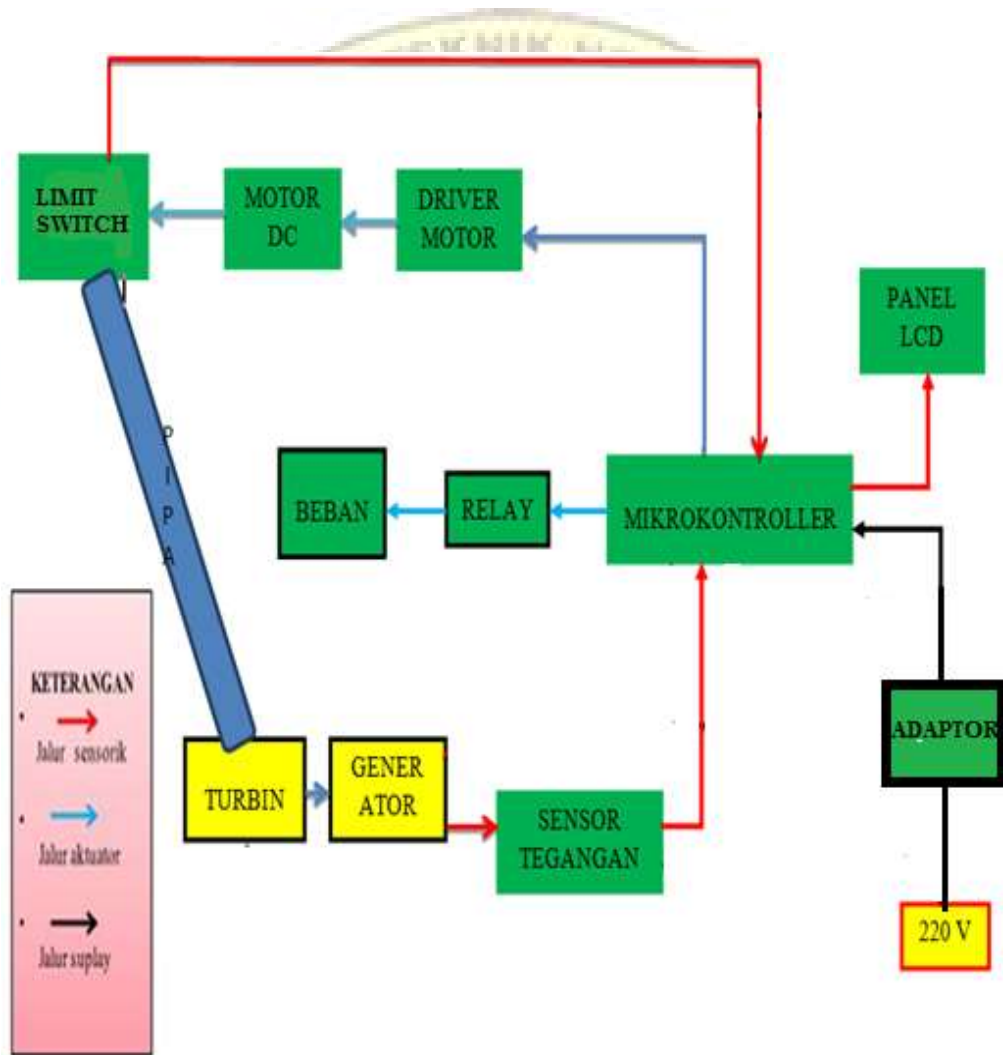 LIMIT
SWITCH
MOTOR
DC
DRIVER
MOTOR
PANEL
LCD
P
I
P
A
BEBAN
RELAY
MIKROKONTROLLER
KETERANGAN
Jalur sensorik
Jalur aktuator
Jalur suplay
TURBIN
GENER
ATOR
SENSOR
TEGANGAN
ADAPTOR
220 V